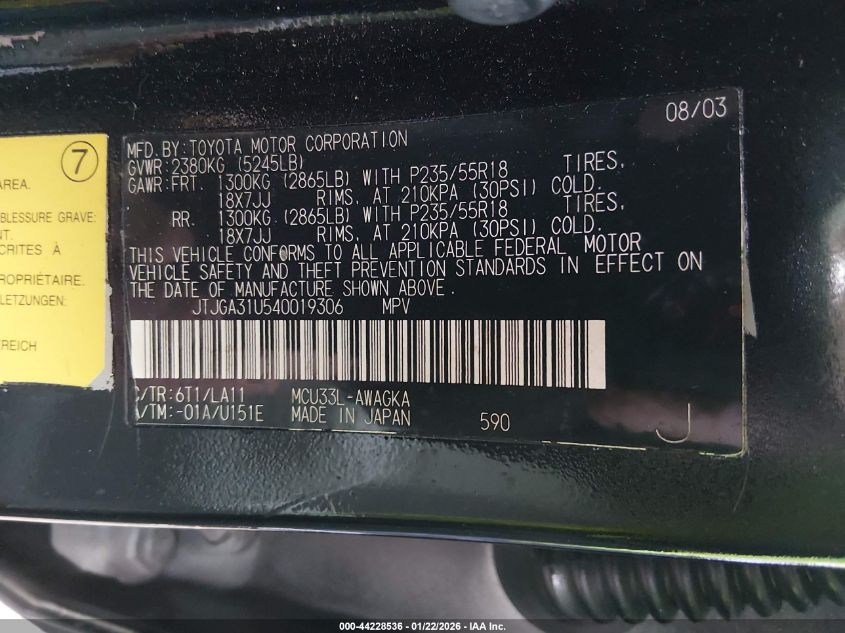 7
AREA.
BLESSURE GRAVE:
NT.
CRITES À
ROPRIÉTAIRE.
LETZUNGEN:
REICH
08/03
MFD.BY:TOYOTA MOTOR CORPORATION
GVWR:2380KG (5245LB)
GAWR:FRT. 1300KG (2865LB) WITH P235/55R18 TIRES,
18X7JJ RIMS, AT 210KPA (30PSI) COLD.
RR. 1300KG (2865LB) WITH P235/55R18 TIRES,
18X7JJ RIMS, AT 210KPA (30PSI) COLD.
THIS VEHICLE CONFORMS TO ALL APPLICABLE FEDERAL MOTOR
VEHICLE SAFETY AND THEFT PREVENTION STANDARDS IN EFFECT ON
THE DATE OF MANUFACTURE SHOWN ABOVE.
JTJGA31U540019306 MPV
C/TR:6T1/LA11 MCU33L-AWAGKA
A/TM:-01A/U151E MADE IN JAPAN 590 J
000-44228536 - 01/22/2026 - IAA Inc.